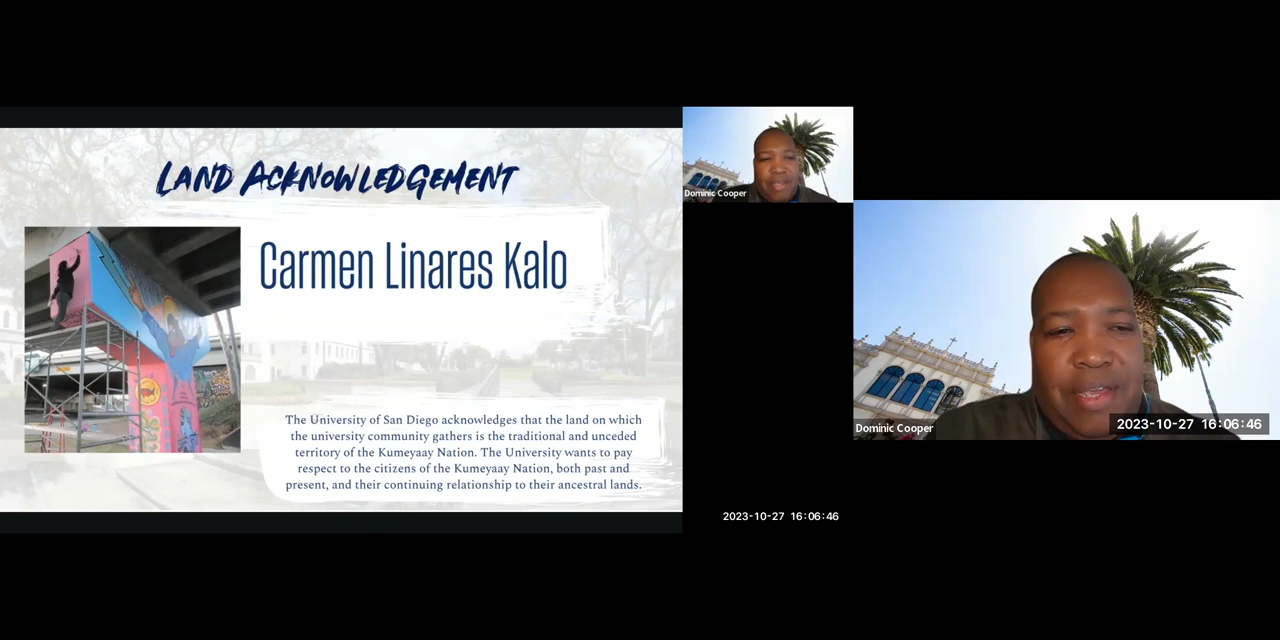 LAND ACKNOWLEDGEMENT
Carmen Linares Kalo
The University of San Diego acknowledges that the land on which
the university community gathers is the traditional and unceded
territory of the Kumeyaay Nation. The University wants to pay
respect to the citizens of the Kumeyaay Nation, both past and
present, and their continuing relationship to their ancestral lands.
Dominic Cooper
2023-10-27 16:06:46
Dominic Cooper
2023-10-27 16:06:46